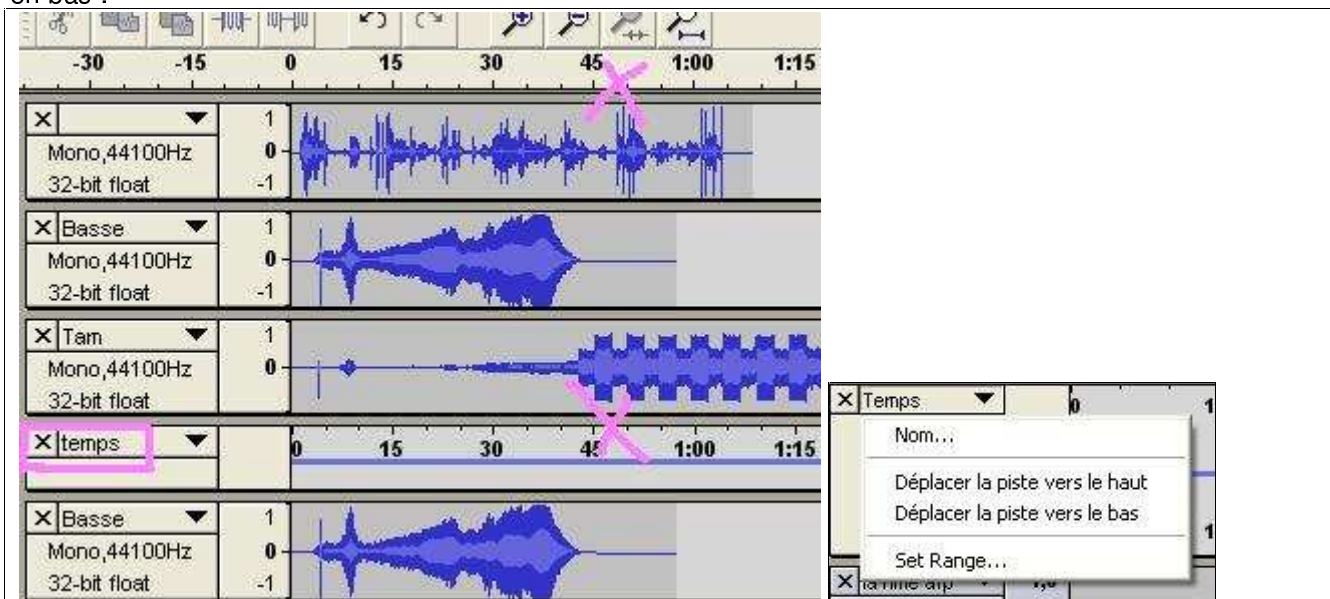 en bas :
-30 -15 0 15 30 45 1:00 1:15
1
Mono,44100Hz 0
32-bit float -1
Basse 1
Mono,44100Hz 0
32-bit float -1
Tam 1
Mono,44100Hz 0
32-bit float
temps 0 15 30 45 1:00 1:15
Basse 1
Mono,44100Hz 0
32-bit float -1
Temps 0 1
Nom...
Déplacer la piste vers le haut
Déplacer la piste vers le bas
1
Set Range...